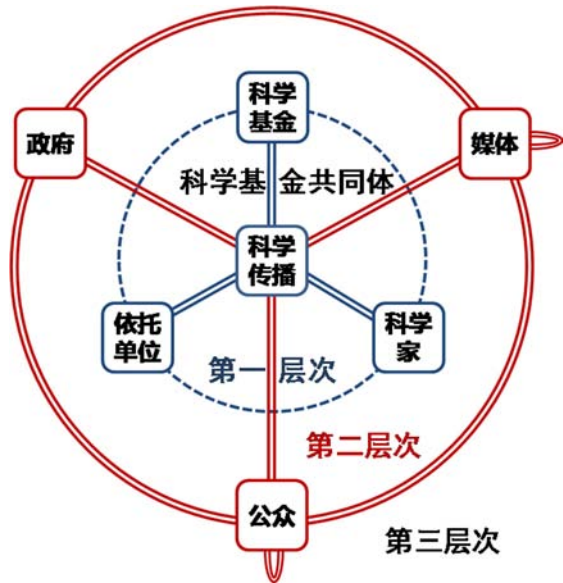 科学
基金
政府
媒体
科学基金共同体
科学
传播
依托
单位
科学
家
第一层次
第二层次
公众
第三层次